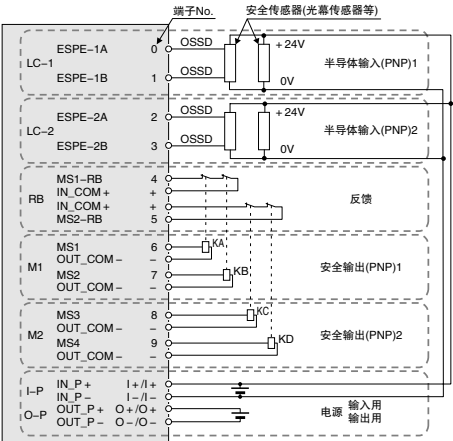 端子No. 安全传感器(光幕传感器等)
ESPE-1A 0 OSSD +24V
LC-1 半导体输入(PNP)1
ESPE-1B 1 OSSD 0V
ESPE-2A 2 OSSD +24V
LC-2 半导体输入(PNP)2
ESPE-2B 3 OSSD 0V
MS1-RB 4
IN_COM+ +
RB 反馈
IN_COM+ +
MS2-RB 5
MS1 6 KA
OUT_COM− −
M1 安全输出(PNP)1
MS2 7 KB
OUT_COM− −
MS3 8 KC
OUT_COM− −
M2 安全输出(PNP)2
MS4 9 KD
OUT_COM− −
I-P IN_P+ I+/I+
IN_P− I−/I−
电源 输入用
O-P OUT_P+ O+/O+ 输出用
OUT_P− O−/O−